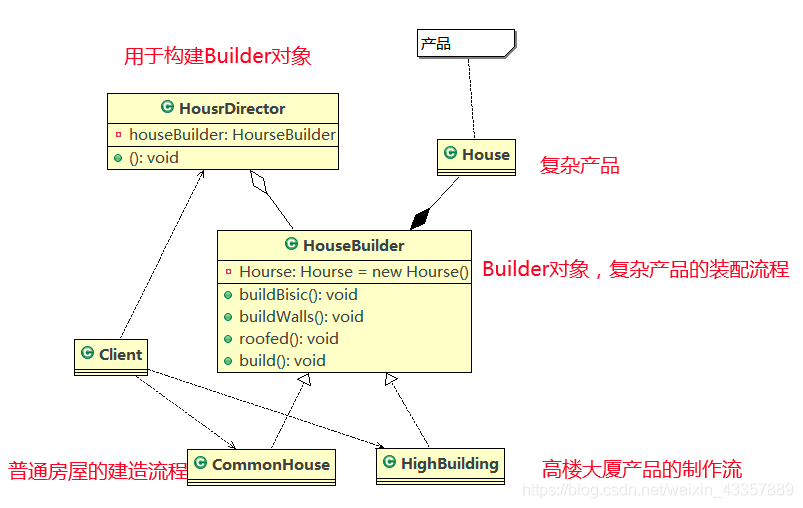 用于构建Builder对象
产品
HousrDirector
houseBuilder: HourseBuilder
(): void
House
复杂产品
HouseBuilder
Hourse: Hourse = new Hourse()
buildBisic(): void
buildWalls(): void
roofed(): void
build(): void
Builder对象，复杂产品的装配流程
Client
普通房屋的建造流程
CommonHouse
HighBuilding
高楼大厦产品的制作流
https://blog.csdn.net/weixin_43357889